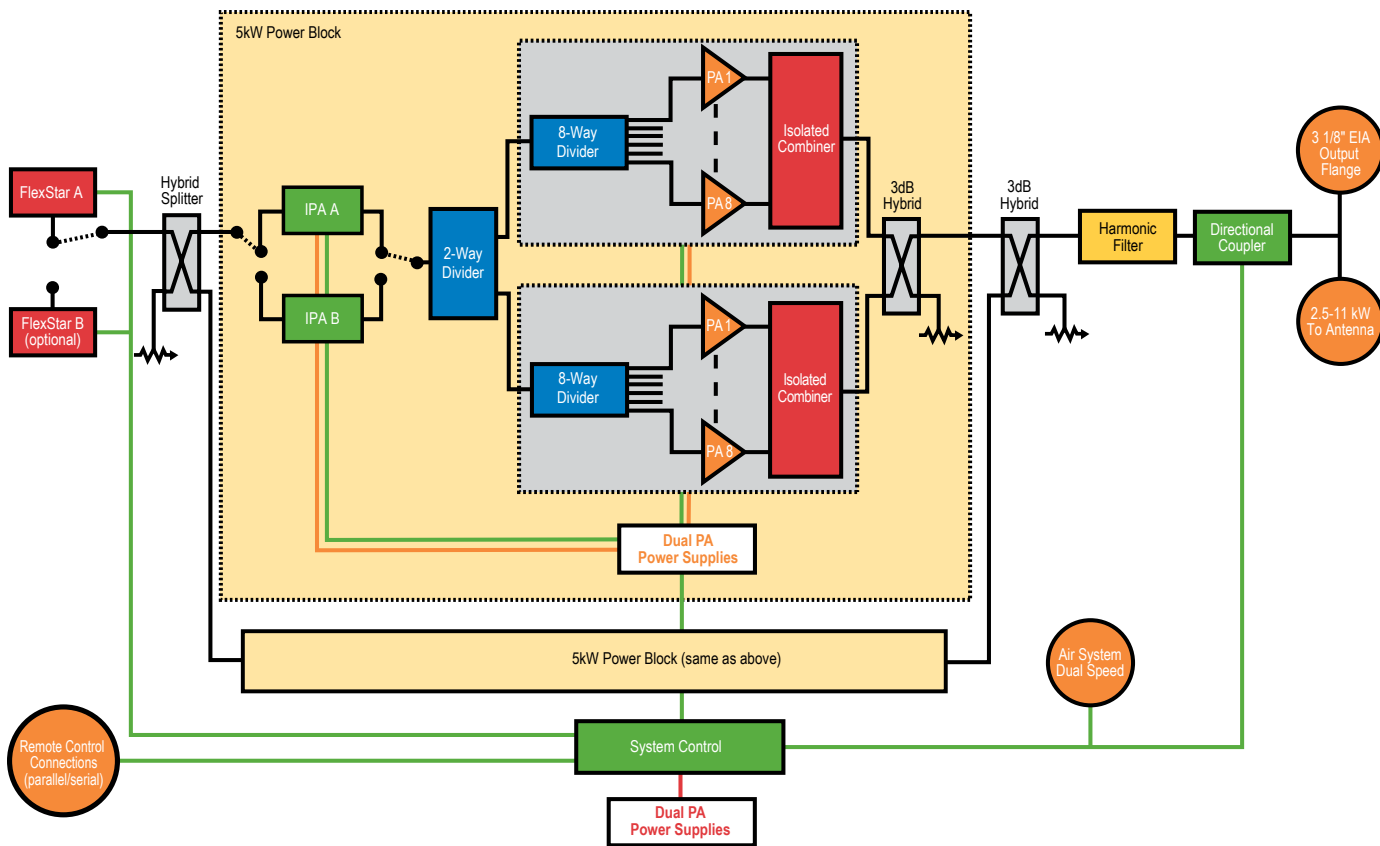 5kW Power Block
FlexStar A
FlexStar B
(optional)
Hybrid
Splitter
IPA A
IPA B
2-Way
Divider
8-Way
Divider
PA 1
PA 8
Isolated
Combiner
8-Way
Divider
PA 1
PA 8
Isolated
Combiner
3dB
Hybrid
3dB
Hybrid
Harmonic
Filter
Directional
Coupler
3 1/8" EIA
Output
Flange
2.5-11 kW
To Antenna
Dual PA
Power Supplies
5kW Power Block (same as above)
Air System
Dual Speed
Remote Control
Connections
(parallel/serial)
System Control
Dual PA
Power Supplies